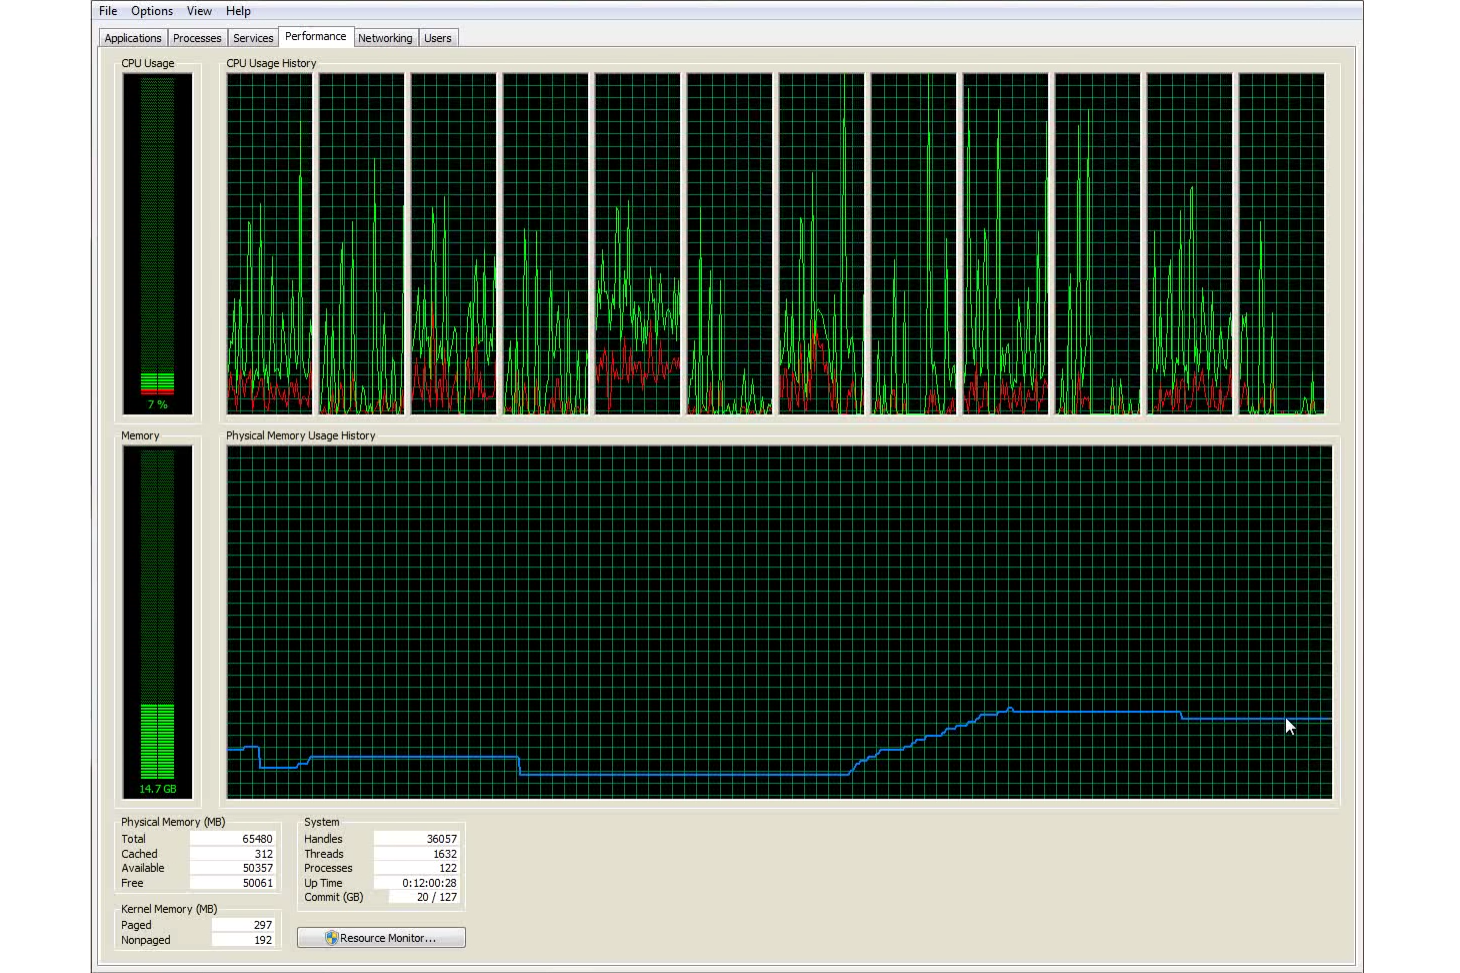 File Options View Help
Applications Processes Services Performance Networking Users
CPU Usage CPU Usage History
7 %
Memory Physical Memory Usage History
14.7 GB
Physical Memory (MB)
Total 65480
Cached 312
Available 50357
Free 50061
Kernel Memory (MB)
Paged 297
Nonpaged 192
System
Handles 36057
Threads 1632
Processes 122
Up Time 0:12:00:28
Commit (GB) 20 / 127
Resource Monitor...